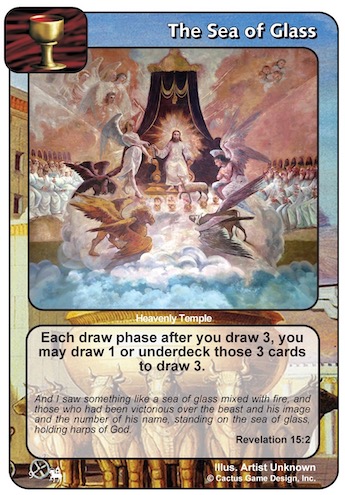 The Sea of Glass
Heavenly Temple
Each draw phase after you draw 3, you
may draw 1 or underdeck those 3 cards
to draw 3.
And I saw something like a sea of glass mixed with fire, and
those who had been victorious over the beast and his image
and the number of his name, standing on the sea of glass,
holding harps of God.
Revelation 15:2
Illus. Artist Unknown
© Cactus Game Design, Inc.